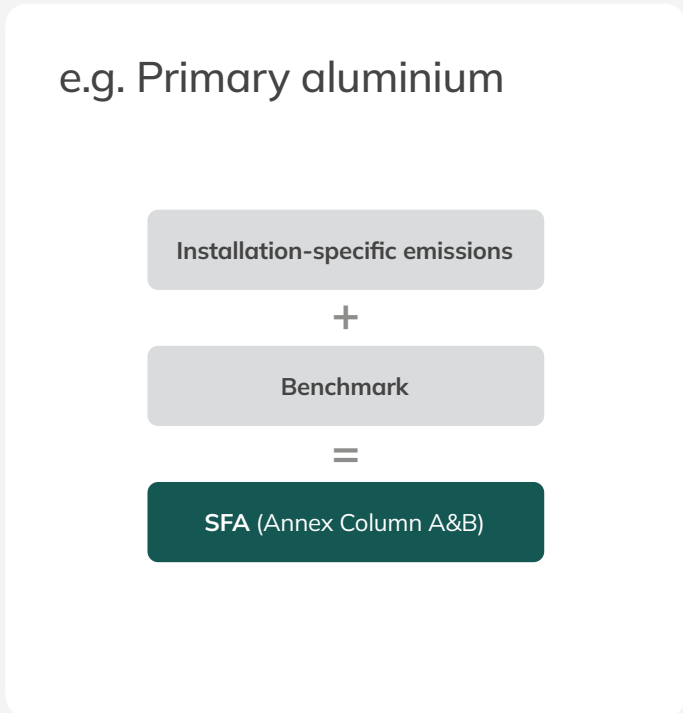 e.g. Primary aluminium
Installation-specific emissions
+
Benchmark
=
SFA (Annex Column A&B)